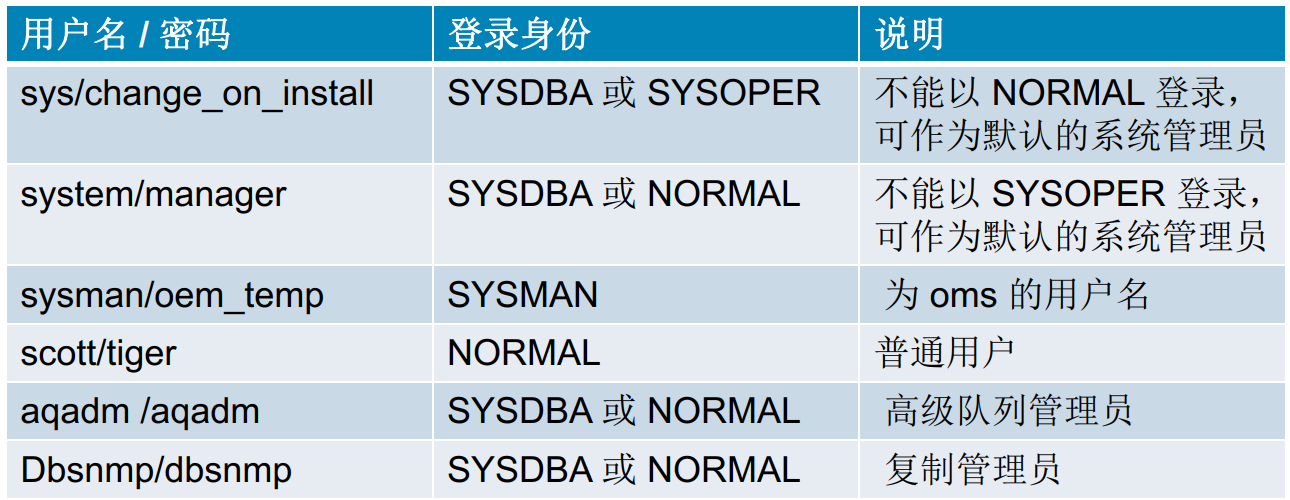 用户名 / 密码 登录身份 说明
sys/change_on_install SYSDBA 或 SYSOPER 不能以 NORMAL 登录，
可作为默认的系统管理员
system/manager SYSDBA 或 NORMAL 不能以 SYSOPER 登录，
可作为默认的系统管理员
sysman/oem_temp SYSMAN 为 oms 的用户名
scott/tiger NORMAL 普通用户
aqadm /aqadm SYSDBA 或 NORMAL 高级队列管理员
Dbsnmp/dbsnmp SYSDBA 或 NORMAL 复制管理员